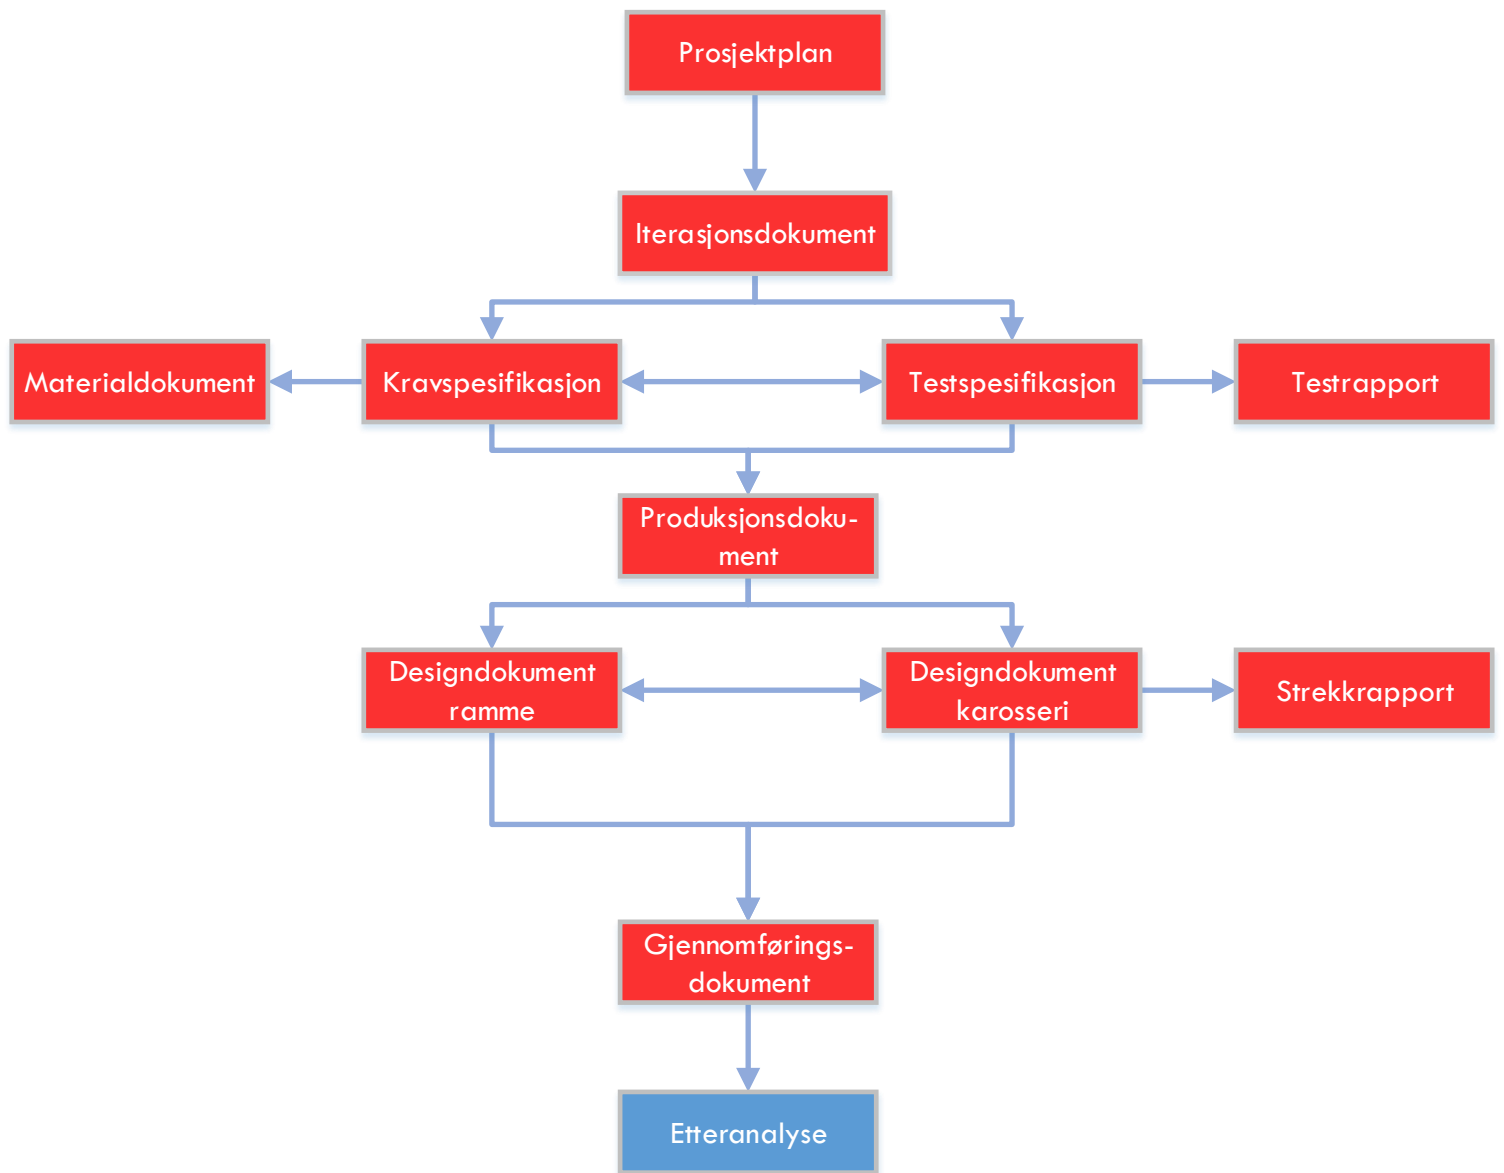 Prosjektplan
Iterasjonsdokument
Materialdokument
Kravspesifikasjon
Testspesifikasjon
Testrapport
Produksjonsdoku-
ment
Designdokument
ramme
Designdokument
karosseri
Strekkrapport
Gjennomførings-
dokument
Etteranalyse